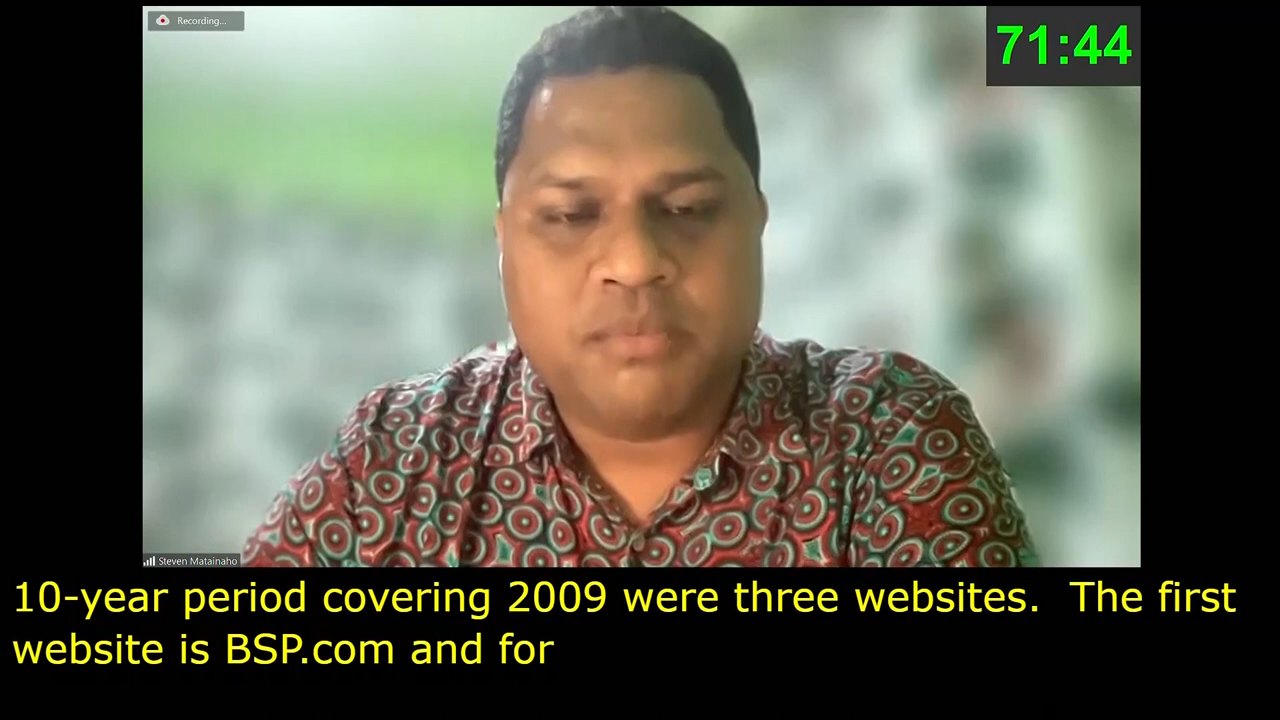 Recording...
71:44
Steven Matainaho
10-year period covering 2009 were three websites.  The first
website is BSP.com and for